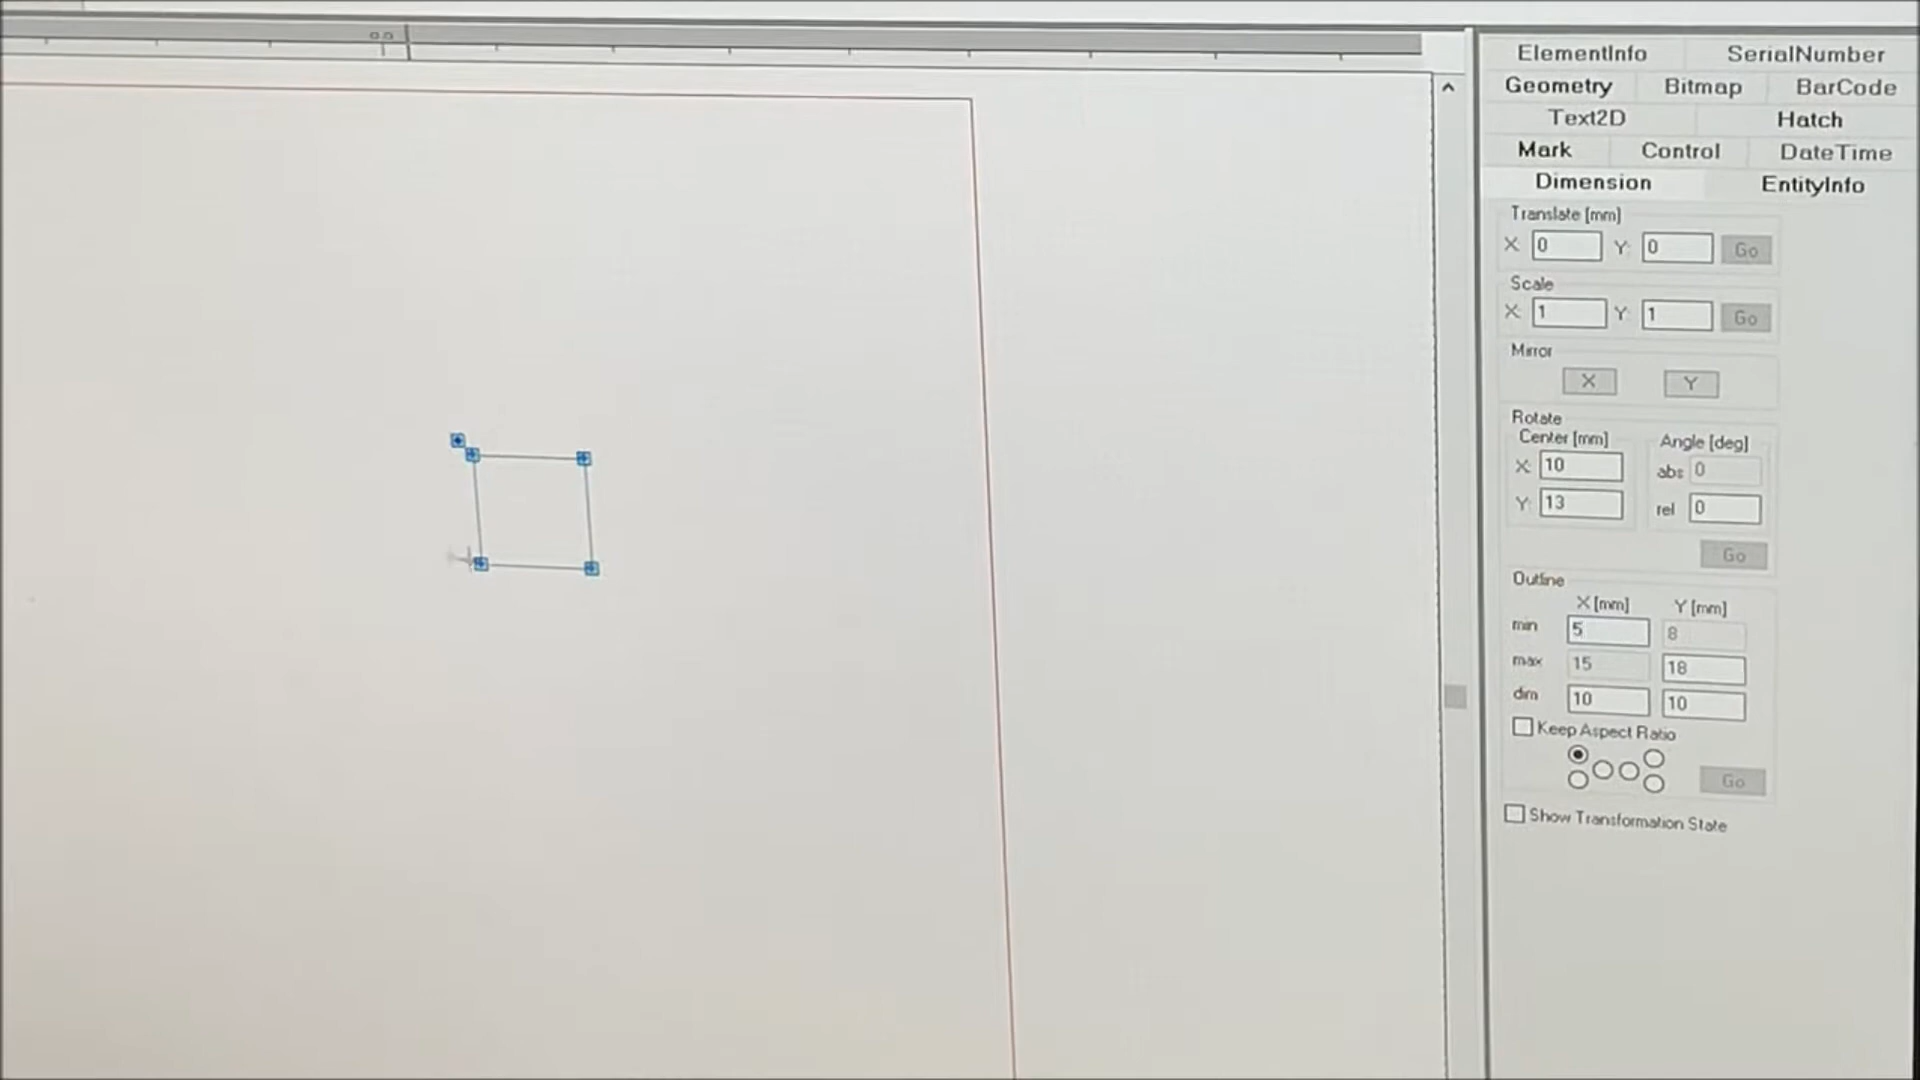 0.0
ElementInfo SerialNumber
Geometry Bitmap BarCode
Text2D Hatch
Mark Control DateTime
Dimension EntityInfo
Translate [mm]
X: 0 Y: 0 Go
Scale
X: 1 Y: 1 Go
Mirror
X Y
Rotate
Center [mm] Angle [deg]
X: 10 abs 0
Y: 13 rel 0
Go
Outline
X [mm] Y [mm]
min 5 8
max 15 18
dim 10 10
Keep Aspect Ratio
Go
Show Transformation State